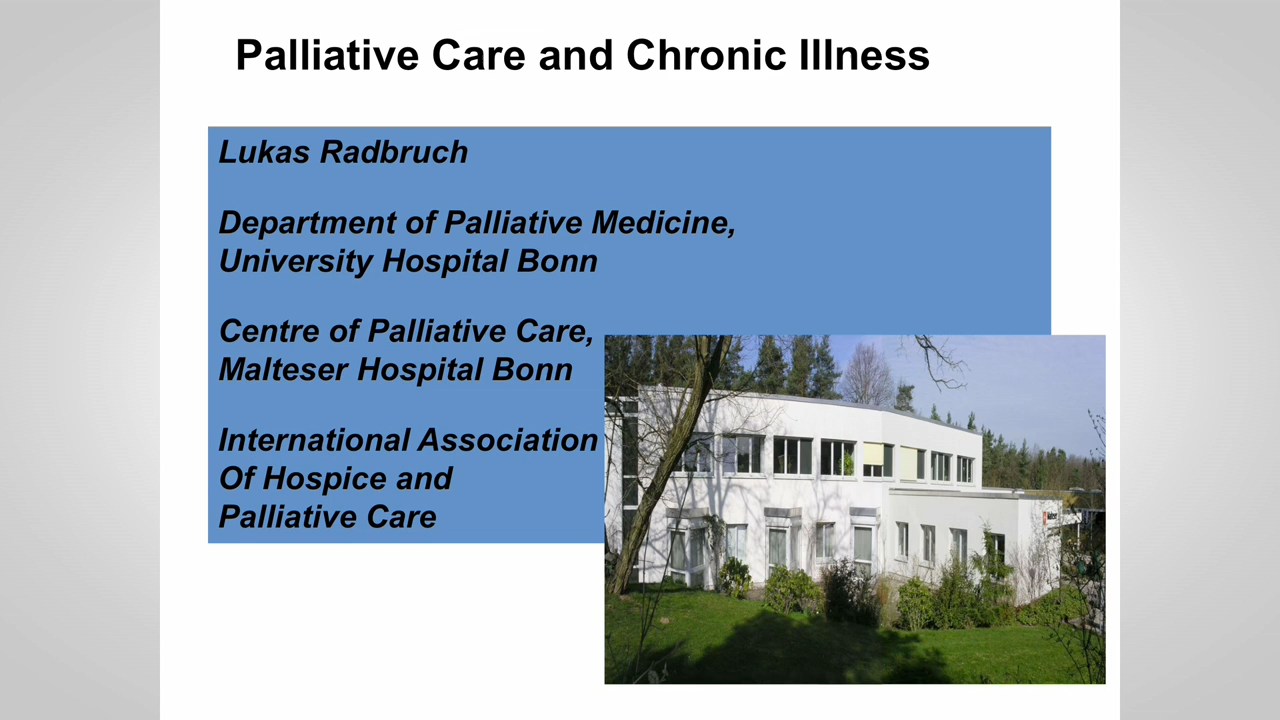 Palliative Care and Chronic Illness
Lukas Radbruch
Department of Palliative Medicine,
University Hospital Bonn
Centre of Palliative Care,
Malteser Hospital Bonn
International Association
Of Hospice and
Palliative Care